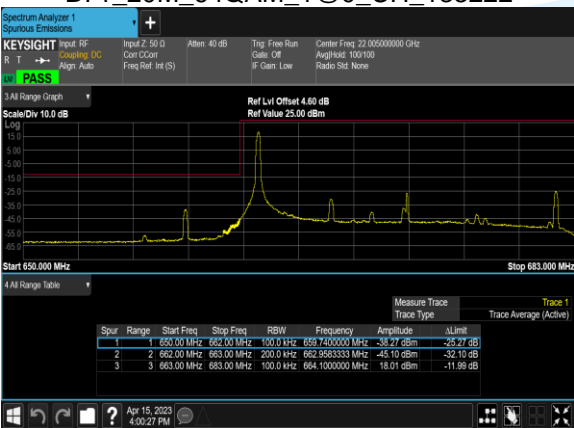 Spectrum Analyzer 1
Spurious Emissions
+
KEYSIGHT Input: RF Input Z: 50 Ω Atten: 40 dB Trig: Free Run Center Freq: 22.005000000 GHz
R T Coupling: DC Corr CCorr Gate: Off Avg|Hold: 100/100
Align: Auto Freq Ref: Int (S) IF Gain: Low Radio Std: None
PASS
3 All Range Graph
Ref Lvl Offset 4.60 dB
Scale/Div 10.0 dB Ref Value 25.00 dBm
Log
15.0
5.00
-5.00
-15.0
-25.0
-35.0
-45.0
-55.0
-65.0
Start 650.000 MHz Stop 683.000 MHz
4 All Range Table
Measure Trace Trace 1
Trace Type Trace Average (Active)
Spur Range Start Freq Stop Freq RBW Frequency Amplitude ΔLimit
1 1 650.00 MHz 662.00 MHz 100.0 kHz 659.7400000 MHz -38.27 dBm -25.27 dB
2 2 662.00 MHz 663.00 MHz 200.0 kHz 662.9583333 MHz -45.10 dBm -32.10 dB
3 3 663.00 MHz 683.00 MHz 100.0 kHz 664.1000000 MHz 18.01 dBm -11.99 dB
? Apr 15, 2023
4:00:27 PM